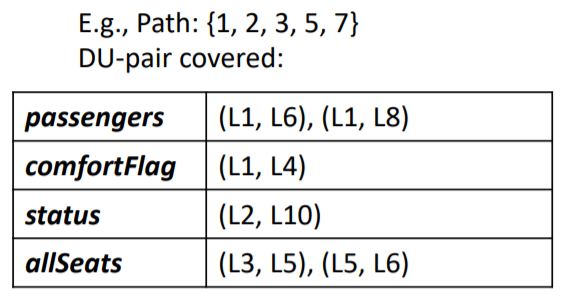 E.g., Path: {1, 2, 3, 5, 7}
DU-pair covered:
passengers (L1, L6), (L1, L8)
comfortFlag (L1, L4)
status (L2, L10)
allSeats (L3, L5), (L5, L6)